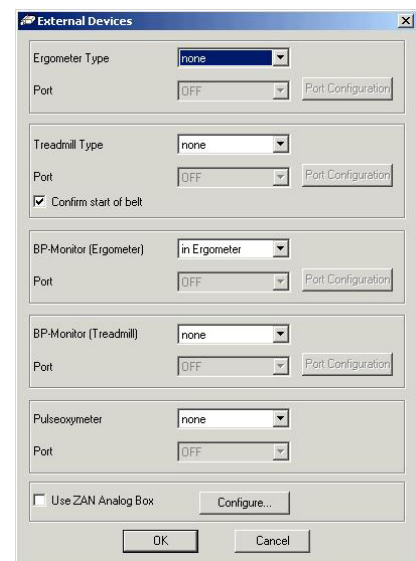 External Devices
Ergometer Type none
Port OFF Port Configuration
Treadmill Type none
Port OFF Port Configuration
Confirm start of belt
BP-Monitor (Ergometer) in Ergometer
Port OFF Port Configuration
BP-Monitor (Treadmill) none
Port OFF Port Configuration
Pulseoxymeter none
Port OFF
Use ZAN Analog Box Configure...
OK Cancel